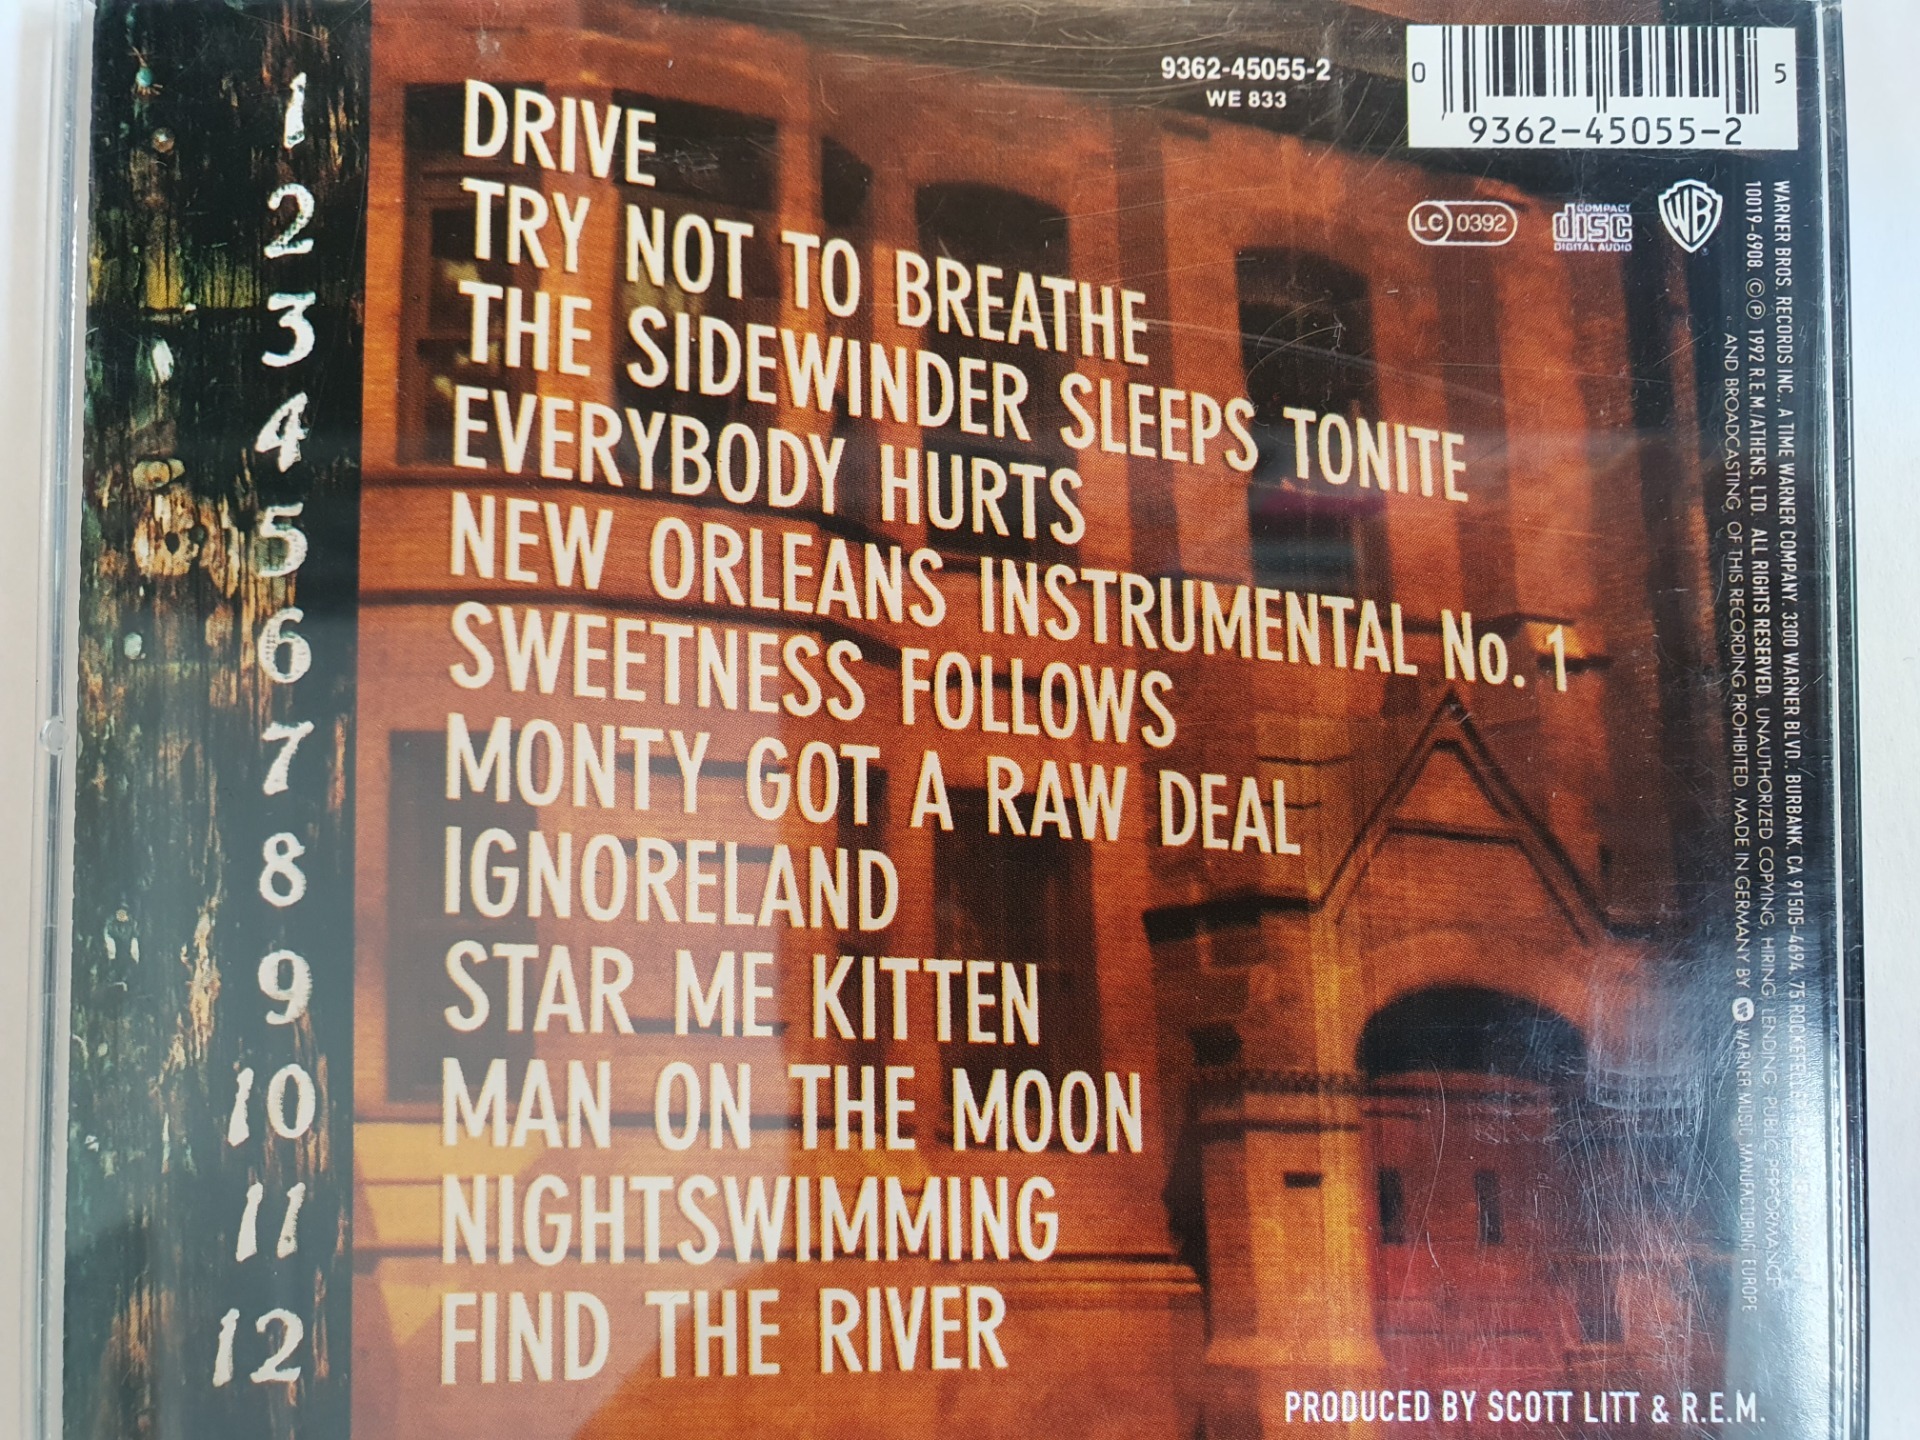 9362-45055-2
WE 833
0 9362-45055-2 5
LC 0392
COMPACT
disc
DIGITAL AUDIO
WB
1 DRIVE
2 TRY NOT TO BREATHE
3 THE SIDEWINDER SLEEPS TONITE
4 EVERYBODY HURTS
5 NEW ORLEANS INSTRUMENTAL No. 1
6 SWEETNESS FOLLOWS
7 MONTY GOT A RAW DEAL
8 IGNORELAND
9 STAR ME KITTEN
10 MAN ON THE MOON
11 NIGHTSWIMMING
12 FIND THE RIVER
PRODUCED BY SCOTT LITT & R.E.M.
WARNER BROS. RECORDS INC., A TIME WARNER COMPANY. 3300 WARNER BLVD., BURBANK, CA 91505-4694. 75
10019-6908. © ℗ 1992 R.E.M./ATHENS, LTD. ALL RIGHTS RESERVED. UNAUTHORIZED COPYING, HIRING, LENDING, PUBLIC PERFORMANCE
AND BROADCASTING OF THIS RECORDING PROHIBITED. MADE IN GERMANY BY WARNER MUSIC MANUFACTURING EUROPE